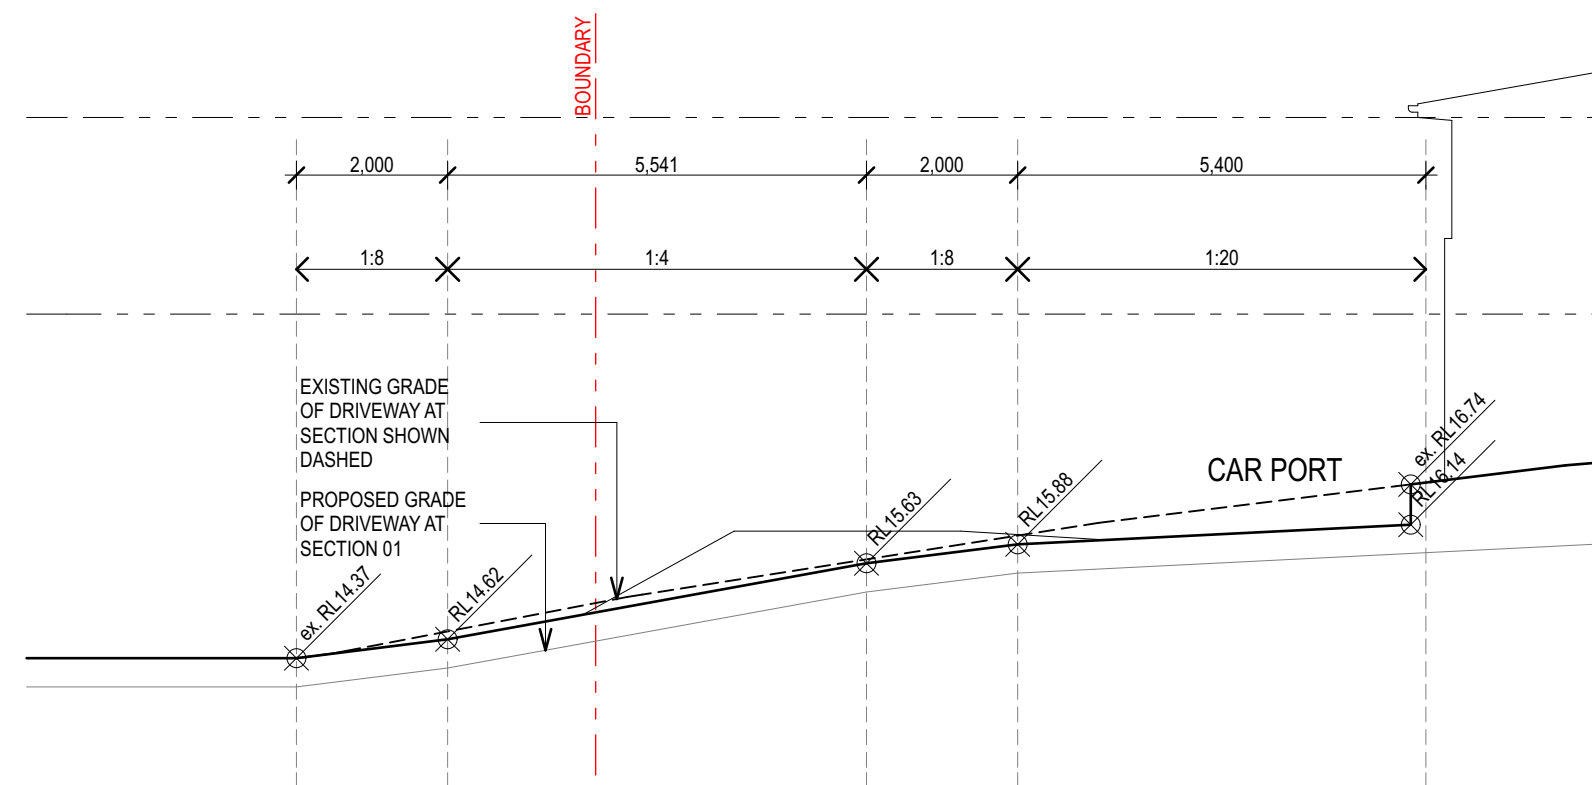 BOUNDARY
2,000
5,541
2,000
5,400
1:8
1:4
1:8
1:20
EXISTING GRADE
OF DRIVEWAY AT
SECTION SHOWN
DASHED
PROPOSED GRADE
OF DRIVEWAY AT
SECTION 01
ex. RL14.37
RL14.62
RL15.63
RL15.88
CAR PORT
ex. RL16.74
RL16.14